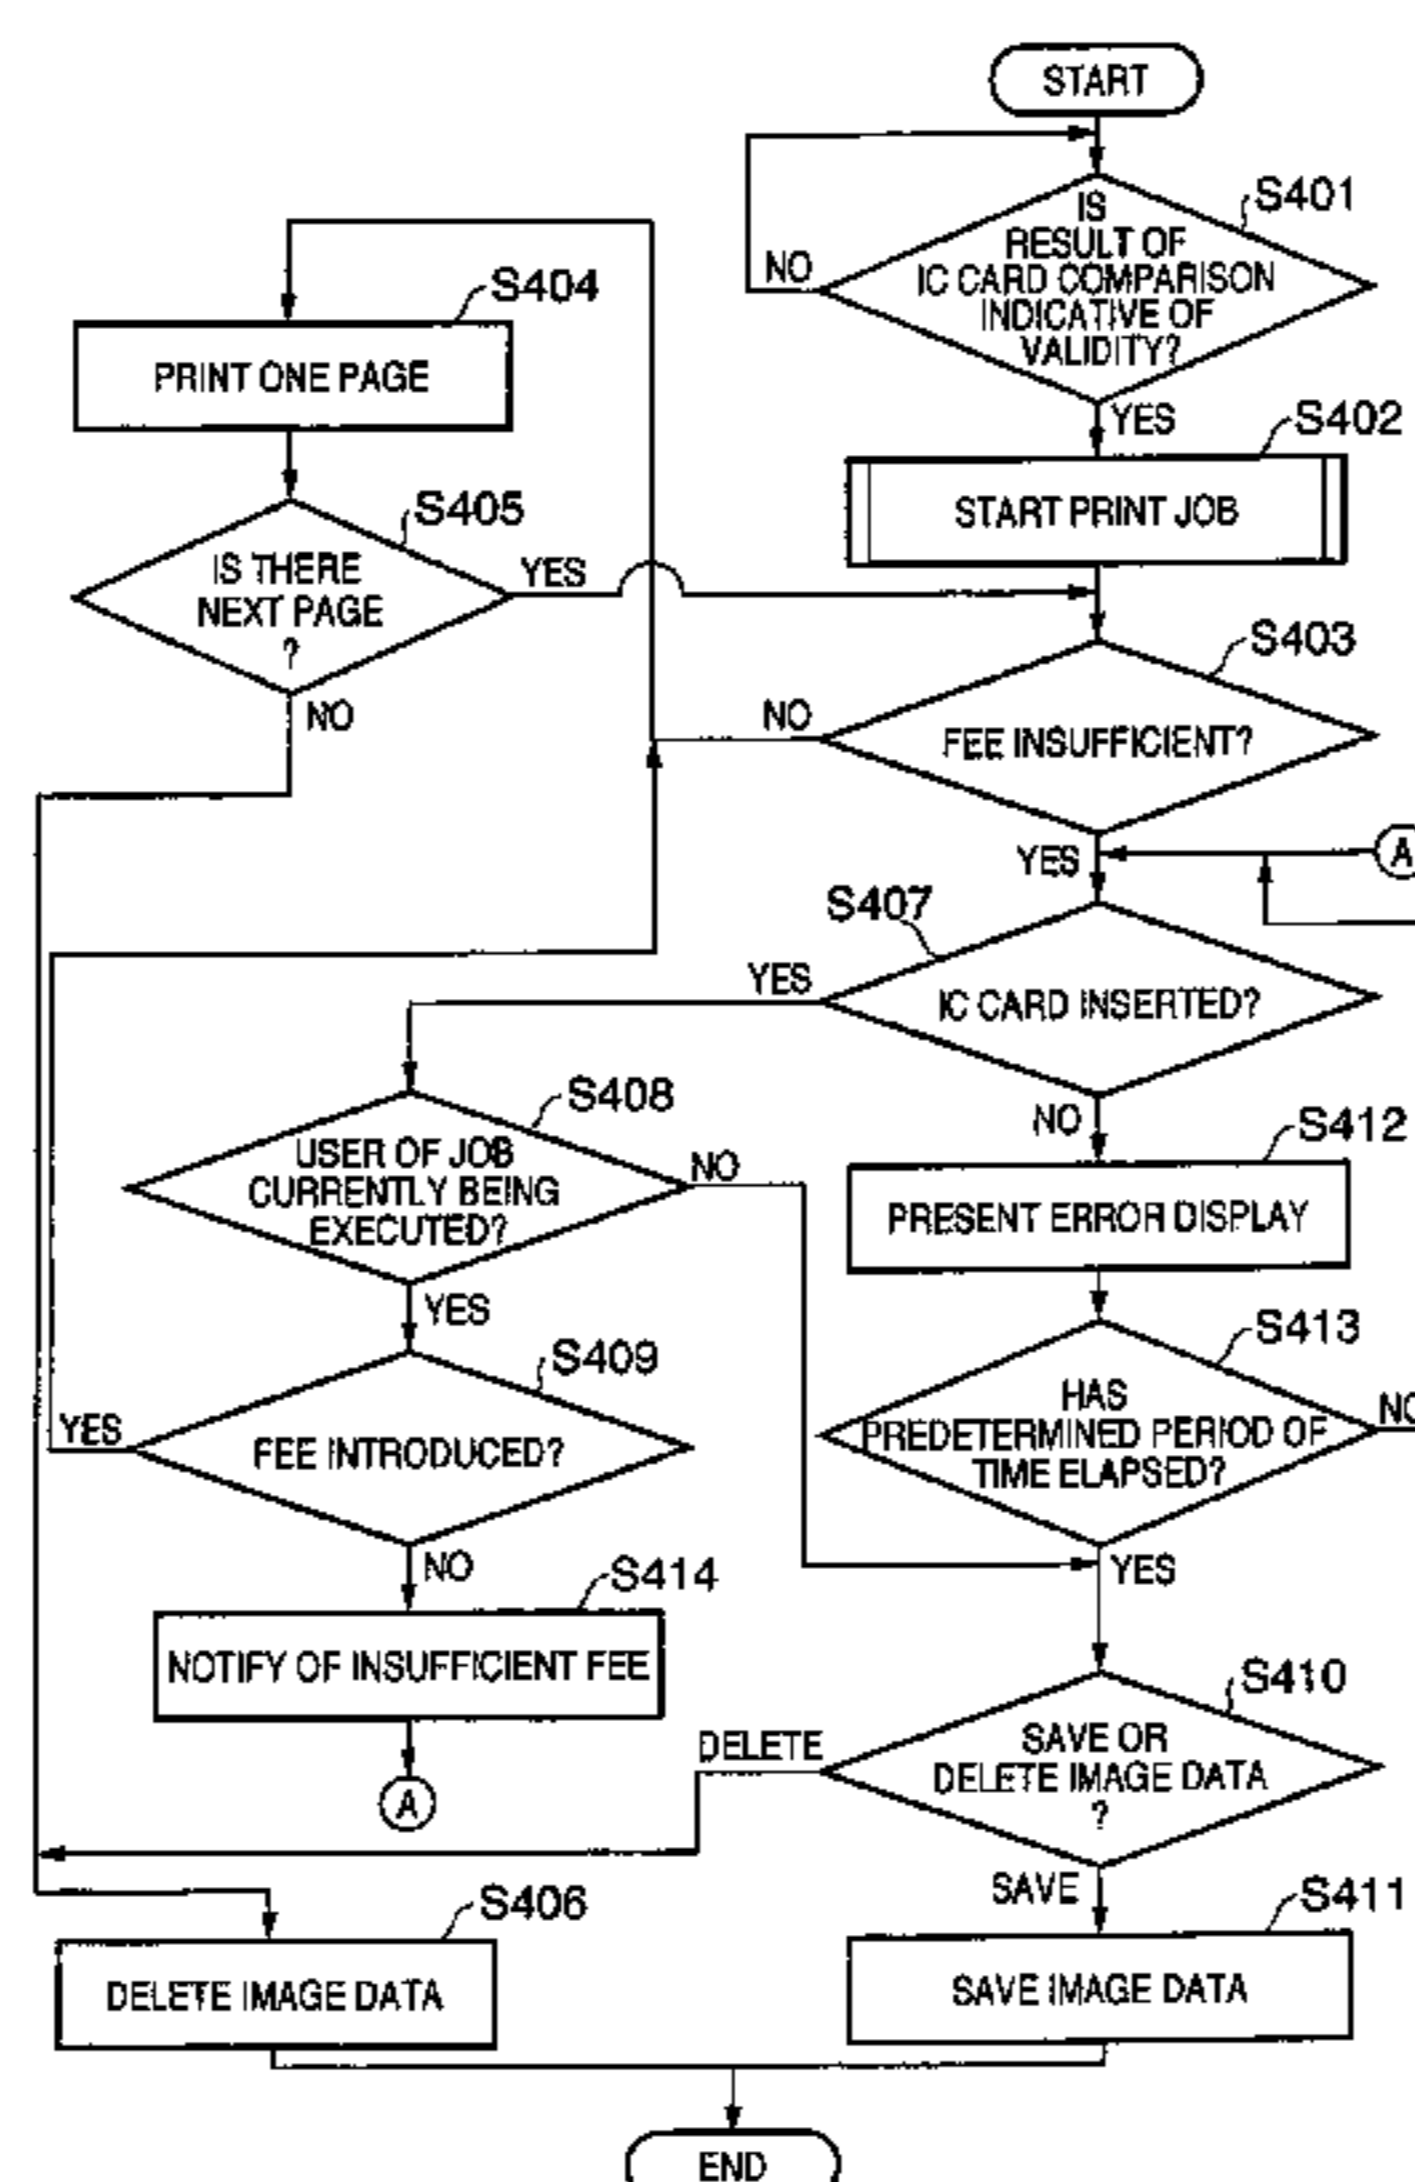 START
S401
IS
RESULT OF
IC CARD COMPARISON
INDICATIVE OF
VALIDITY?
NO
YES
S404
PRINT ONE PAGE
S402
START PRINT JOB
S405
IS THERE
NEXT PAGE
?
YES
NO
S403
FEE INSUFFICIENT?
NO
YES
A
S407
IC CARD INSERTED?
YES
NO
S408
USER OF JOB
CURRENTLY BEING
EXECUTED?
NO
YES
S412
PRESENT ERROR DISPLAY
S409
FEE INTRODUCED?
YES
NO
S413
HAS
PREDETERMINED PERIOD OF
TIME ELAPSED?
NO
YES
S414
NOTIFY OF INSUFFICIENT FEE
A
S410
SAVE OR
DELETE IMAGE DATA
?
DELETE
SAVE
S406
DELETE IMAGE DATA
S411
SAVE IMAGE DATA
END